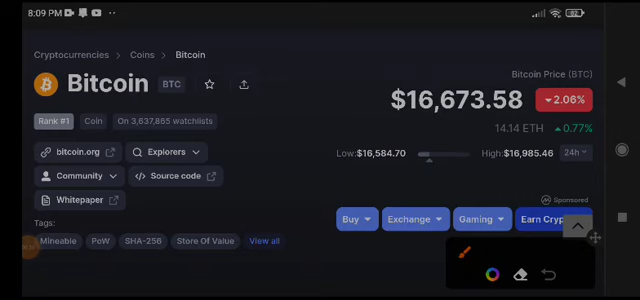 8:09 PM
82
Cryptocurrencies > Coins > Bitcoin
Bitcoin BTC
Bitcoin Price (BTC)
$16,673.58 2.06%
14.14 ETH 0.77%
Rank #1 Coin On 3,637,865 watchlists
Low:$16,584.70 High:$16,985.46 24h
bitcoin.org Explorers
Community Source code
Whitepaper
Sponsored
Buy Exchange Gaming Earn
Tags:
Mineable PoW SHA-256 Store Of Value View all